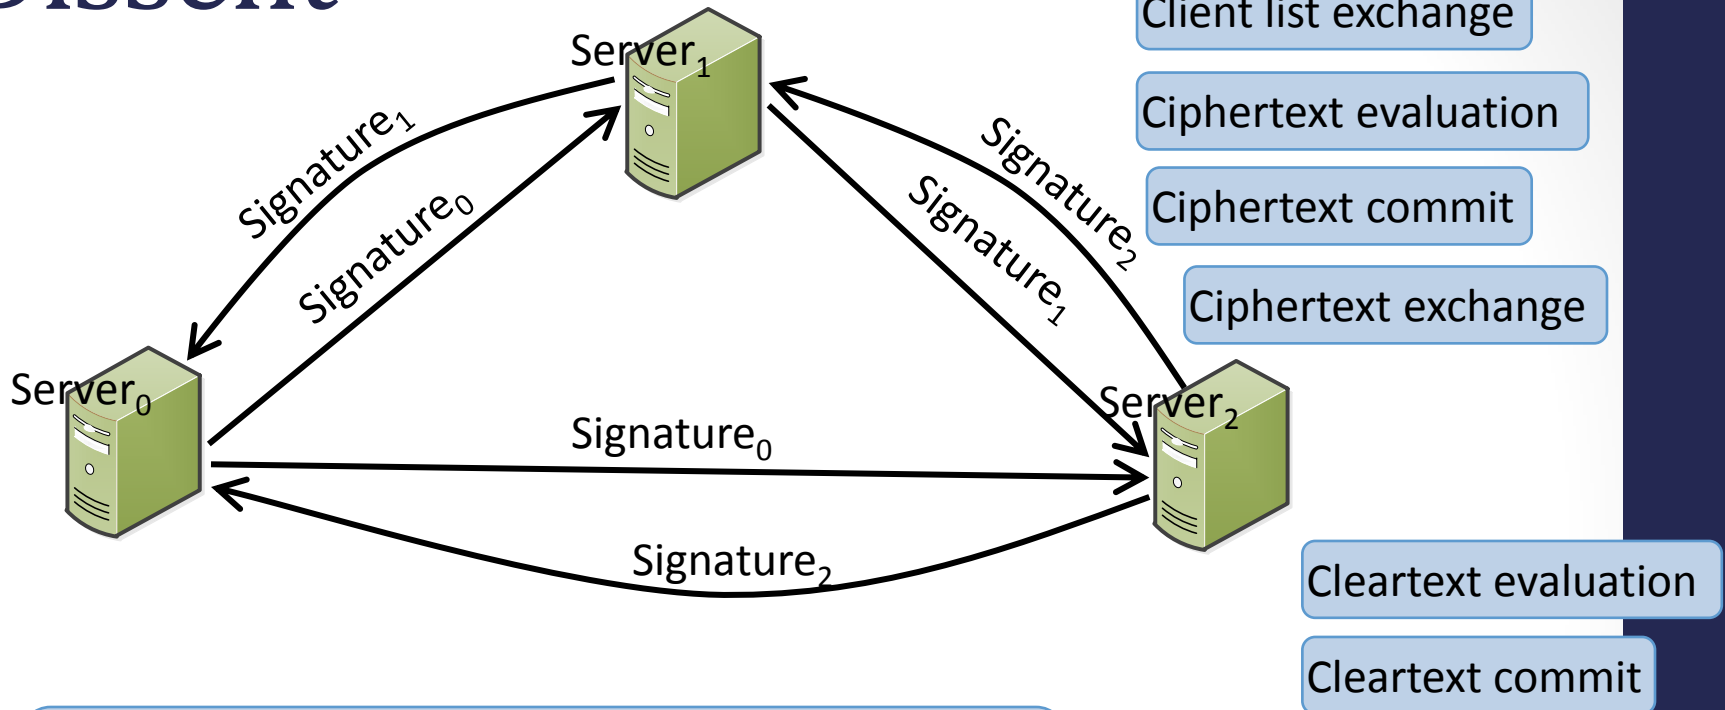 Dissent
Client list exchange
Server₁
Ciphertext evaluation
Signature₁
Signature₂
Ciphertext commit
Signature₀
Signature₁
Ciphertext exchange
Server₀
Server₂
Signature₀
Signature₂
Cleartext evaluation
Cleartext commit